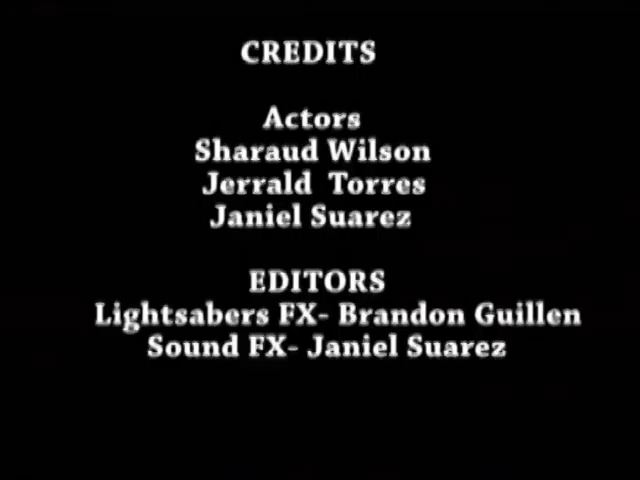 CREDITS
Actors
Sharaud Wilson
Jerrald Torres
Janiel Suarez
EDITORS
Lightsabers FX- Brandon Guillen
Sound FX- Janiel Suarez